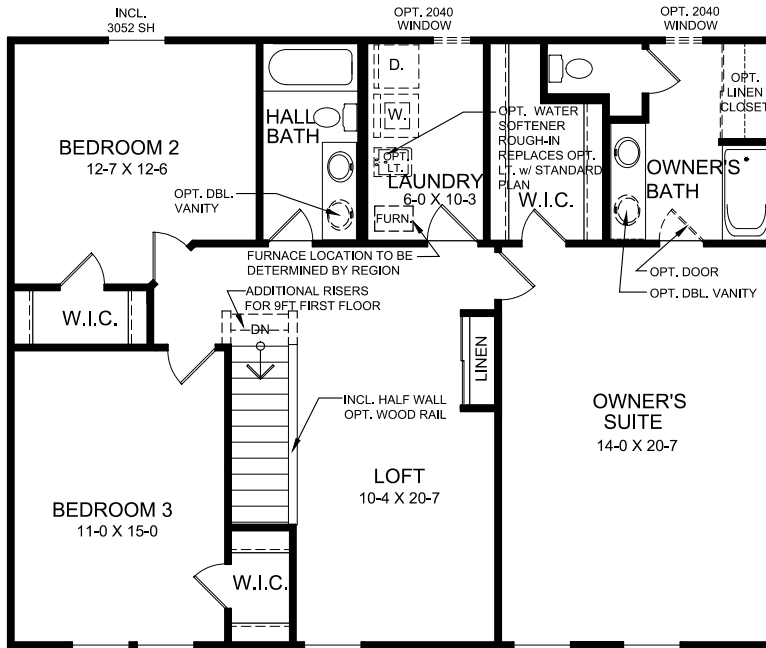 INCL.
3052 SH
OPT. 2040
WINDOW
OPT. 2040
WINDOW
D.
W.
OPT.
LT.
OPT. WATER
SOFTENER
ROUGH-IN
REPLACES OPT.
LT. w/ STANDARD
PLAN
OPT.
LINEN
CLOSET
HALL
BATH
BEDROOM 2
12-7 X 12-6
OPT. DBL.
VANITY
LAUNDRY
6-0 X 10-3
FURN.
W.I.C.
OWNER'S
BATH
FURNACE LOCATION TO BE
DETERMINED BY REGION
OPT. DOOR
OPT. DBL. VANITY
ADDITIONAL RISERS
FOR 9FT FIRST FLOOR
W.I.C.
DN
LINEN
INCL. HALF WALL
OPT. WOOD RAIL
OWNER'S
SUITE
14-0 X 20-7
LOFT
10-4 X 20-7
BEDROOM 3
11-0 X 15-0
W.I.C.